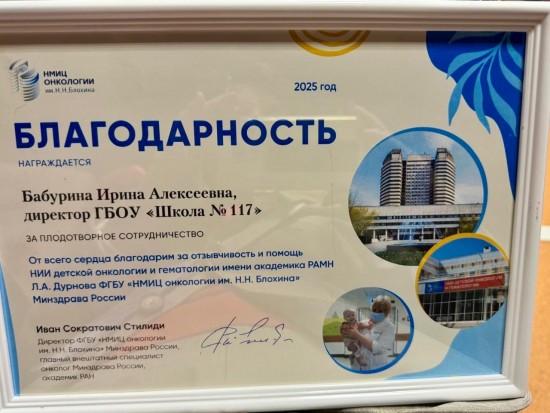 НМИЦ
ОНКОЛОГИИ
им. Н.Н. Блохина
2025 год
БЛАГОДАРНОСТЬ
НАГРАЖДАЕТСЯ
Бабурина Ирина Алексеевна,
директор ГБОУ «Школа № 117»
ЗА ПЛОДОТВОРНОЕ СОТРУДНИЧЕСТВО
От всего сердца благодарим за отзывчивость и помощь
НИИ детской онкологии и гематологии имени академика РАМН
Л.А. Дурнова ФГБУ «НМИЦ онкологии им. Н.Н. Блохина»
Минздрава России
Иван Сократович Стилиди
Директор ФГБУ «НМИЦ онкологии
им. Н.Н. Блохина» Минздрава России,
главный внештатный специалист
онколог Минздрава России,
академик РАН